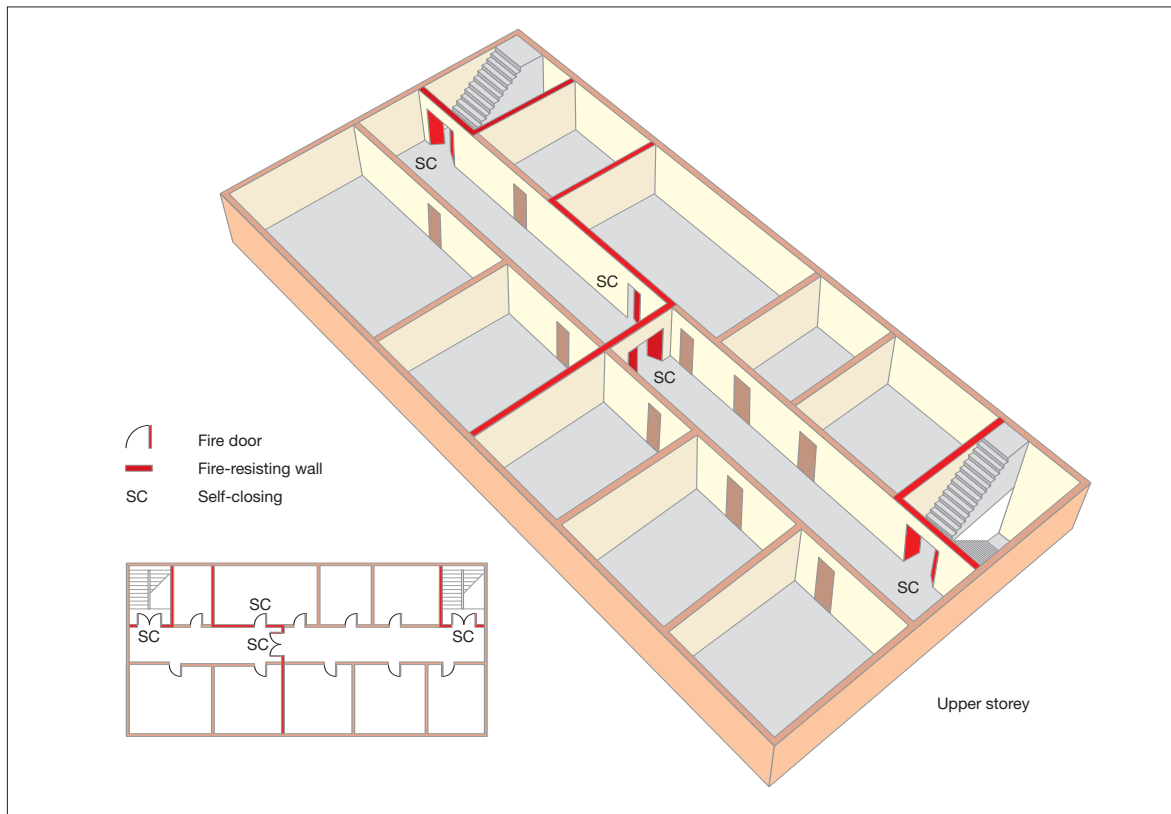 SC
SC
SC
SC
Fire door
Fire-resisting wall
SC Self-closing
SC
SC
SC
SC
Upper storey